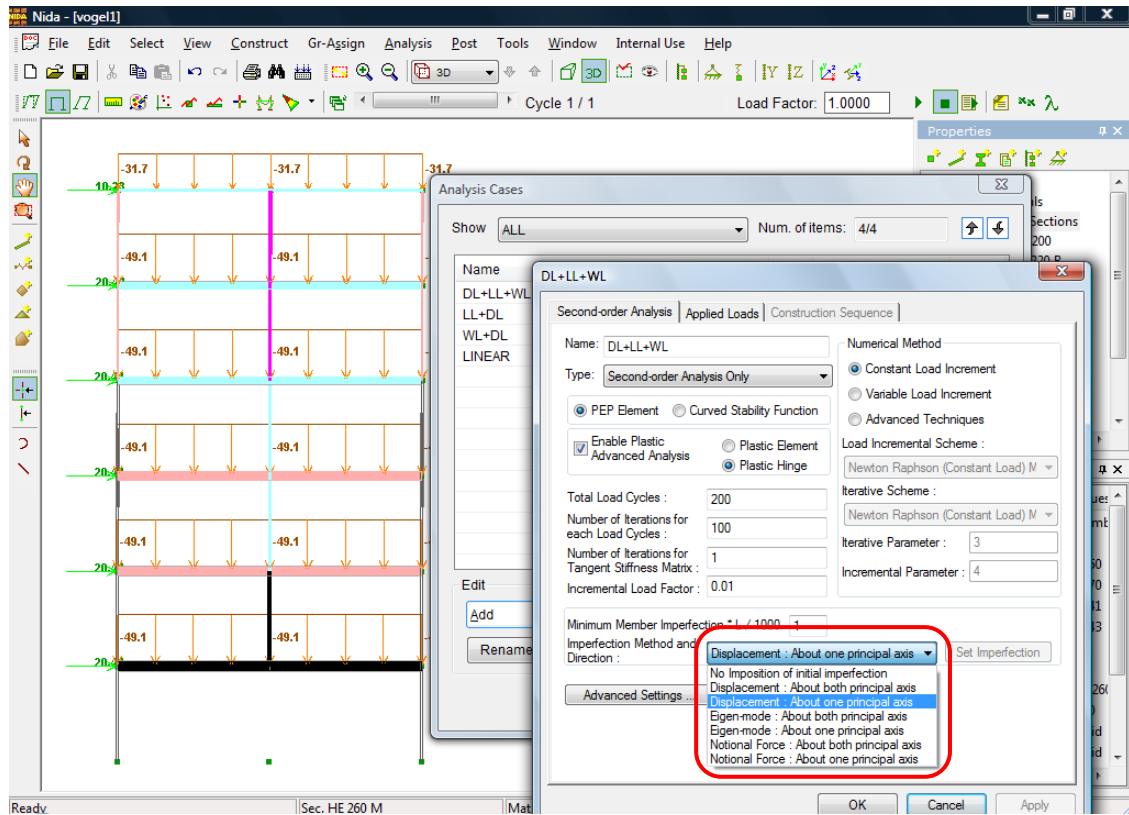 Nida - [vogel1]
File Edit Select View Construct Gr-Assign Analysis Post Tools Window Internal Use Help
3D 3D
Cycle 1 / 1 Load Factor: 1.0000
Properties
-31.7 -31.7 -31.7
Analysis Cases
Show ALL Num. of items: 4/4
Sections
200
-49.1 -49.1
Name
DL+LL+WL
LL+DL
WL+DL
LINEAR
-49.1 -49.1
-49.1 -49.1
-49.1 -49.1
-49.1 -49.1
Edit
Add
Rename
DL+LL+WL
Second-order Analysis Applied Loads Construction Sequence
Name: DL+LL+WL
Type: Second-order Analysis Only
PEP Element Curved Stability Function
Enable Plastic Advanced Analysis
Plastic Element
Plastic Hinge
Total Load Cycles : 200
Number of Iterations for each Load Cycles : 100
Number of Iterations for Tangent Stiffness Matrix : 1
Incremental Load Factor : 0.01
Numerical Method
Constant Load Increment
Variable Load Increment
Advanced Techniques
Load Incremental Scheme :
Newton Raphson (Constant Load) M
Iterative Scheme :
Newton Raphson (Constant Load) M
Iterative Parameter : 3
Incremental Parameter : 4
Minimum Member Imperfection * L / 1000 1
Imperfection Method and Direction : Displacement : About one principal axis Set Imperfection
No Imposition of initial imperfection
Displacement : About both principal axis
Displacement : About one principal axis
Eigen-mode : About both principal axis
Eigen-mode : About one principal axis
Notional Force : About both principal axis
Notional Force : About one principal axis
Advanced Settings ...
OK Cancel Apply
Ready Sec. HE 260 M Mat